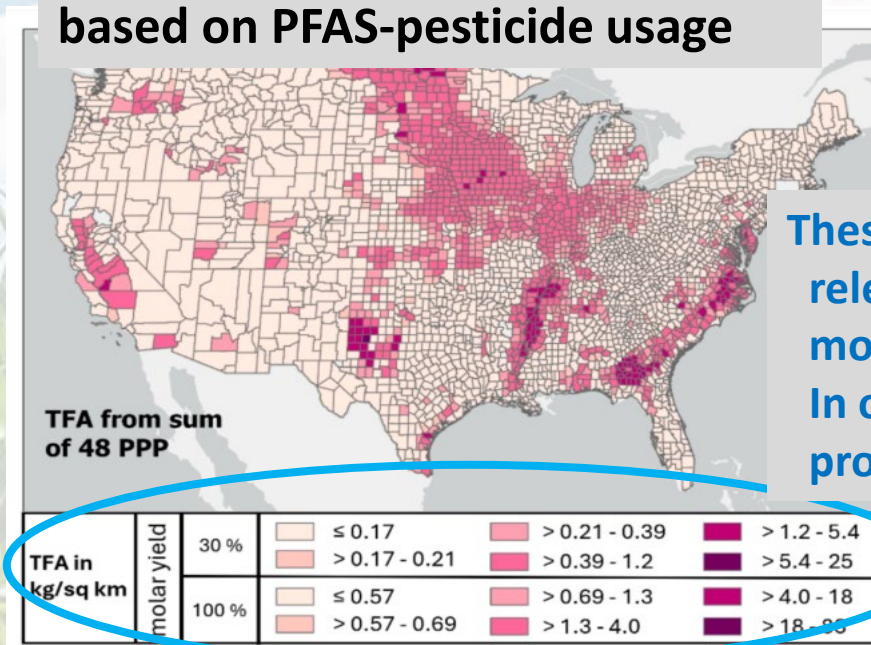 based on PFAS-pesticide usage
Thes
rele
mo
In o
pro
TFA from sum
of 48 PPP
TFA in
kg/sq km
molar yield
30 %
≤ 0.17
> 0.21 - 0.39
> 1.2 - 5.4
> 0.17 - 0.21
> 0.39 - 1.2
> 5.4 - 25
100 %
≤ 0.57
> 0.69 - 1.3
> 4.0 - 18
> 0.57 - 0.69
> 1.3 - 4.0
> 18 -